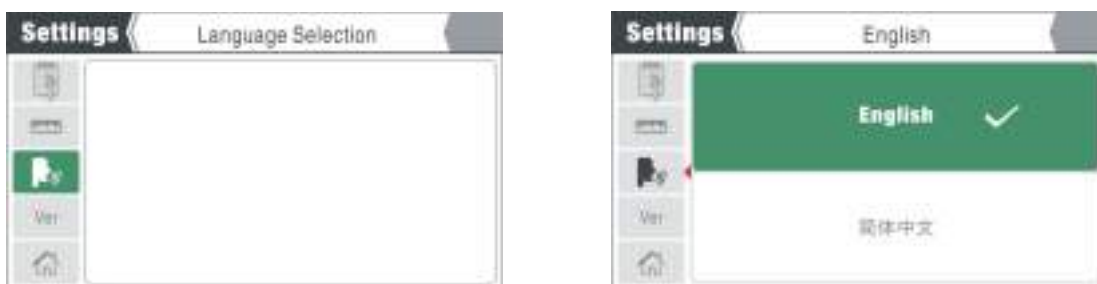 Settings
Language Selection
Ver
Settings
English
English
Ver
简体中文